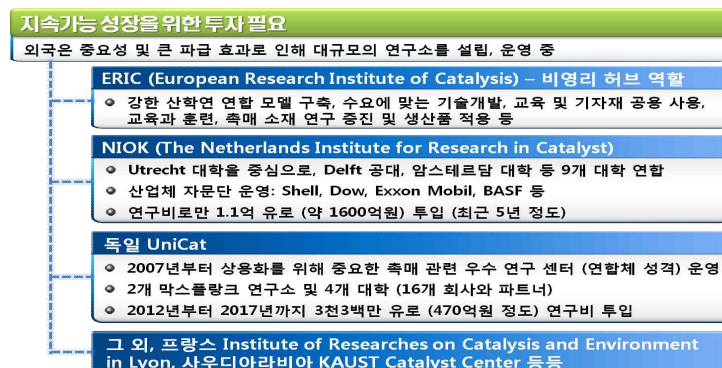 지속가능 성장을 위한 투자 필요
외국은 중요성 및 큰 파급 효과로 인해 대규모의 연구소를 설립, 운영 중
ERIC (European Research Institute of Catalysis) – 비영리 허브 역할
강한 산학연 연합 모델 구축, 수요에 맞는 기술개발, 교육 및 기자재 공용 사용,
교육과 훈련, 촉매 소재 연구 증진 및 생산품 적용 등
NIOK (The Netherlands Institute for Research in Catalyst)
Utrecht 대학을 중심으로, Delft 공대, 암스테르담 대학 등 9개 대학 연합
산업체 자문단 운영: Shell, Dow, Exxon Mobil, BASF 등
연구비로만 1.1억 유로 (약 1600억원) 투입 (최근 5년 정도)
독일 UniCat
2007년부터 상용화를 위해 중요한 촉매 관련 우수 연구 센터 (연합체 성격) 운영
2개 막스플랑크 연구소 및 4개 대학 (16개 회사와 파트너)
2012년부터 2017년까지 3천3백만 유로 (470억원 정도) 연구비 투입
그 외, 프랑스 Institute of Researches on Catalysis and Environment
in Lyon, 사우디아라비아 KAUST Catalyst Center 등등